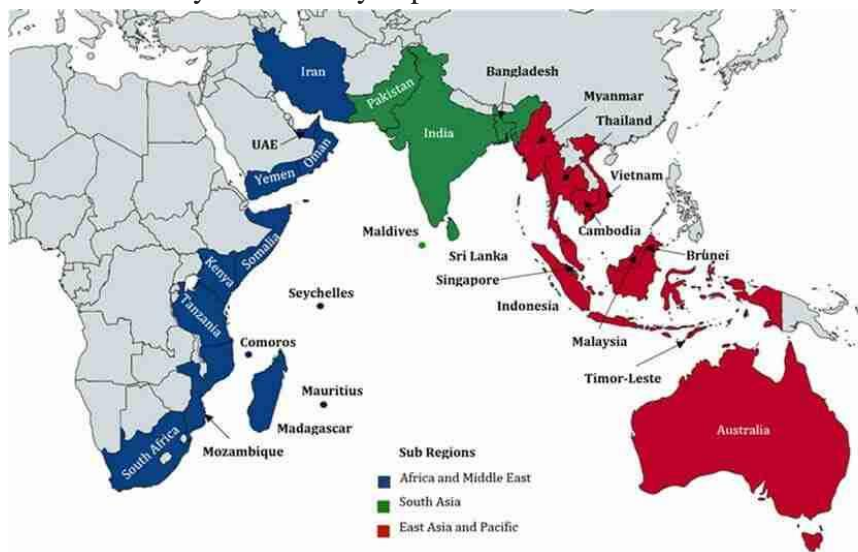 Iran
Pakistan
Bangladesh
Myanmar
Thailand
India
UAE
Oman
Yemen
Vietnam
Cambodia
Maldives
Somalia
Kenya
Sri Lanka
Brunei
Singapore
Seychelles
Indonesia
Tanzania
Comoros
Malaysia
Timor-Leste
Mauritius
Madagascar
Mozambique
South Africa
Australia
Sub Regions
Africa and Middle East
South Asia
East Asia and Pacific